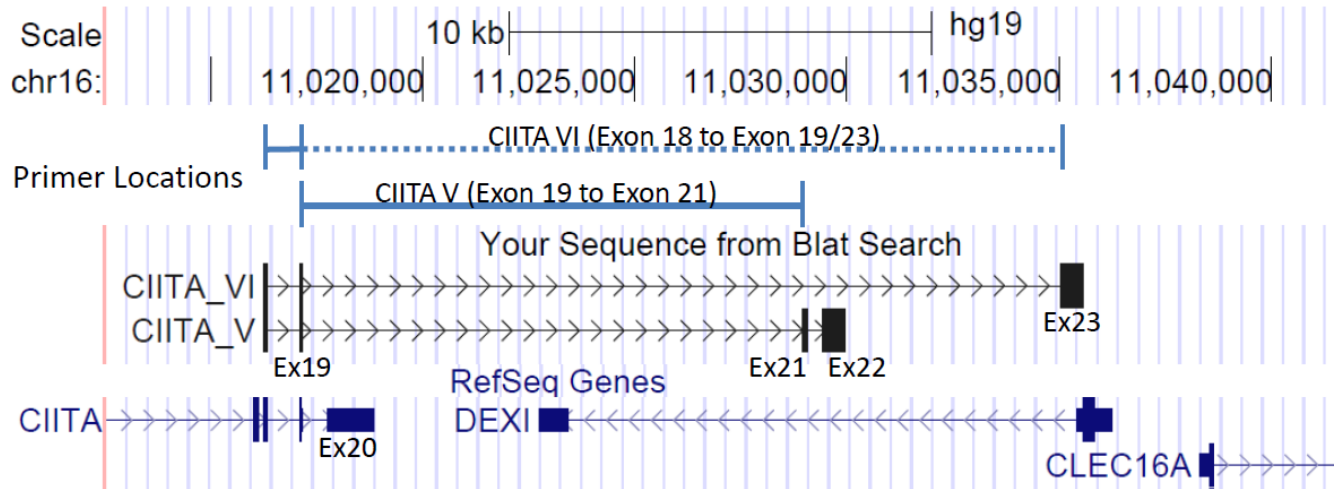 Scale 10 kb hg19
chr16: 11,020,000 11,025,000 11,030,000 11,035,000 11,040,000
CIITA VI (Exon 18 to Exon 19/23)
Primer Locations
CIITA V (Exon 19 to Exon 21)
Your Sequence from Blat Search
CIITA_VI
Ex23
CIITA_V
Ex19 Ex21 Ex22
RefSeq Genes
CIITA DEXI
Ex20
CLEC16A